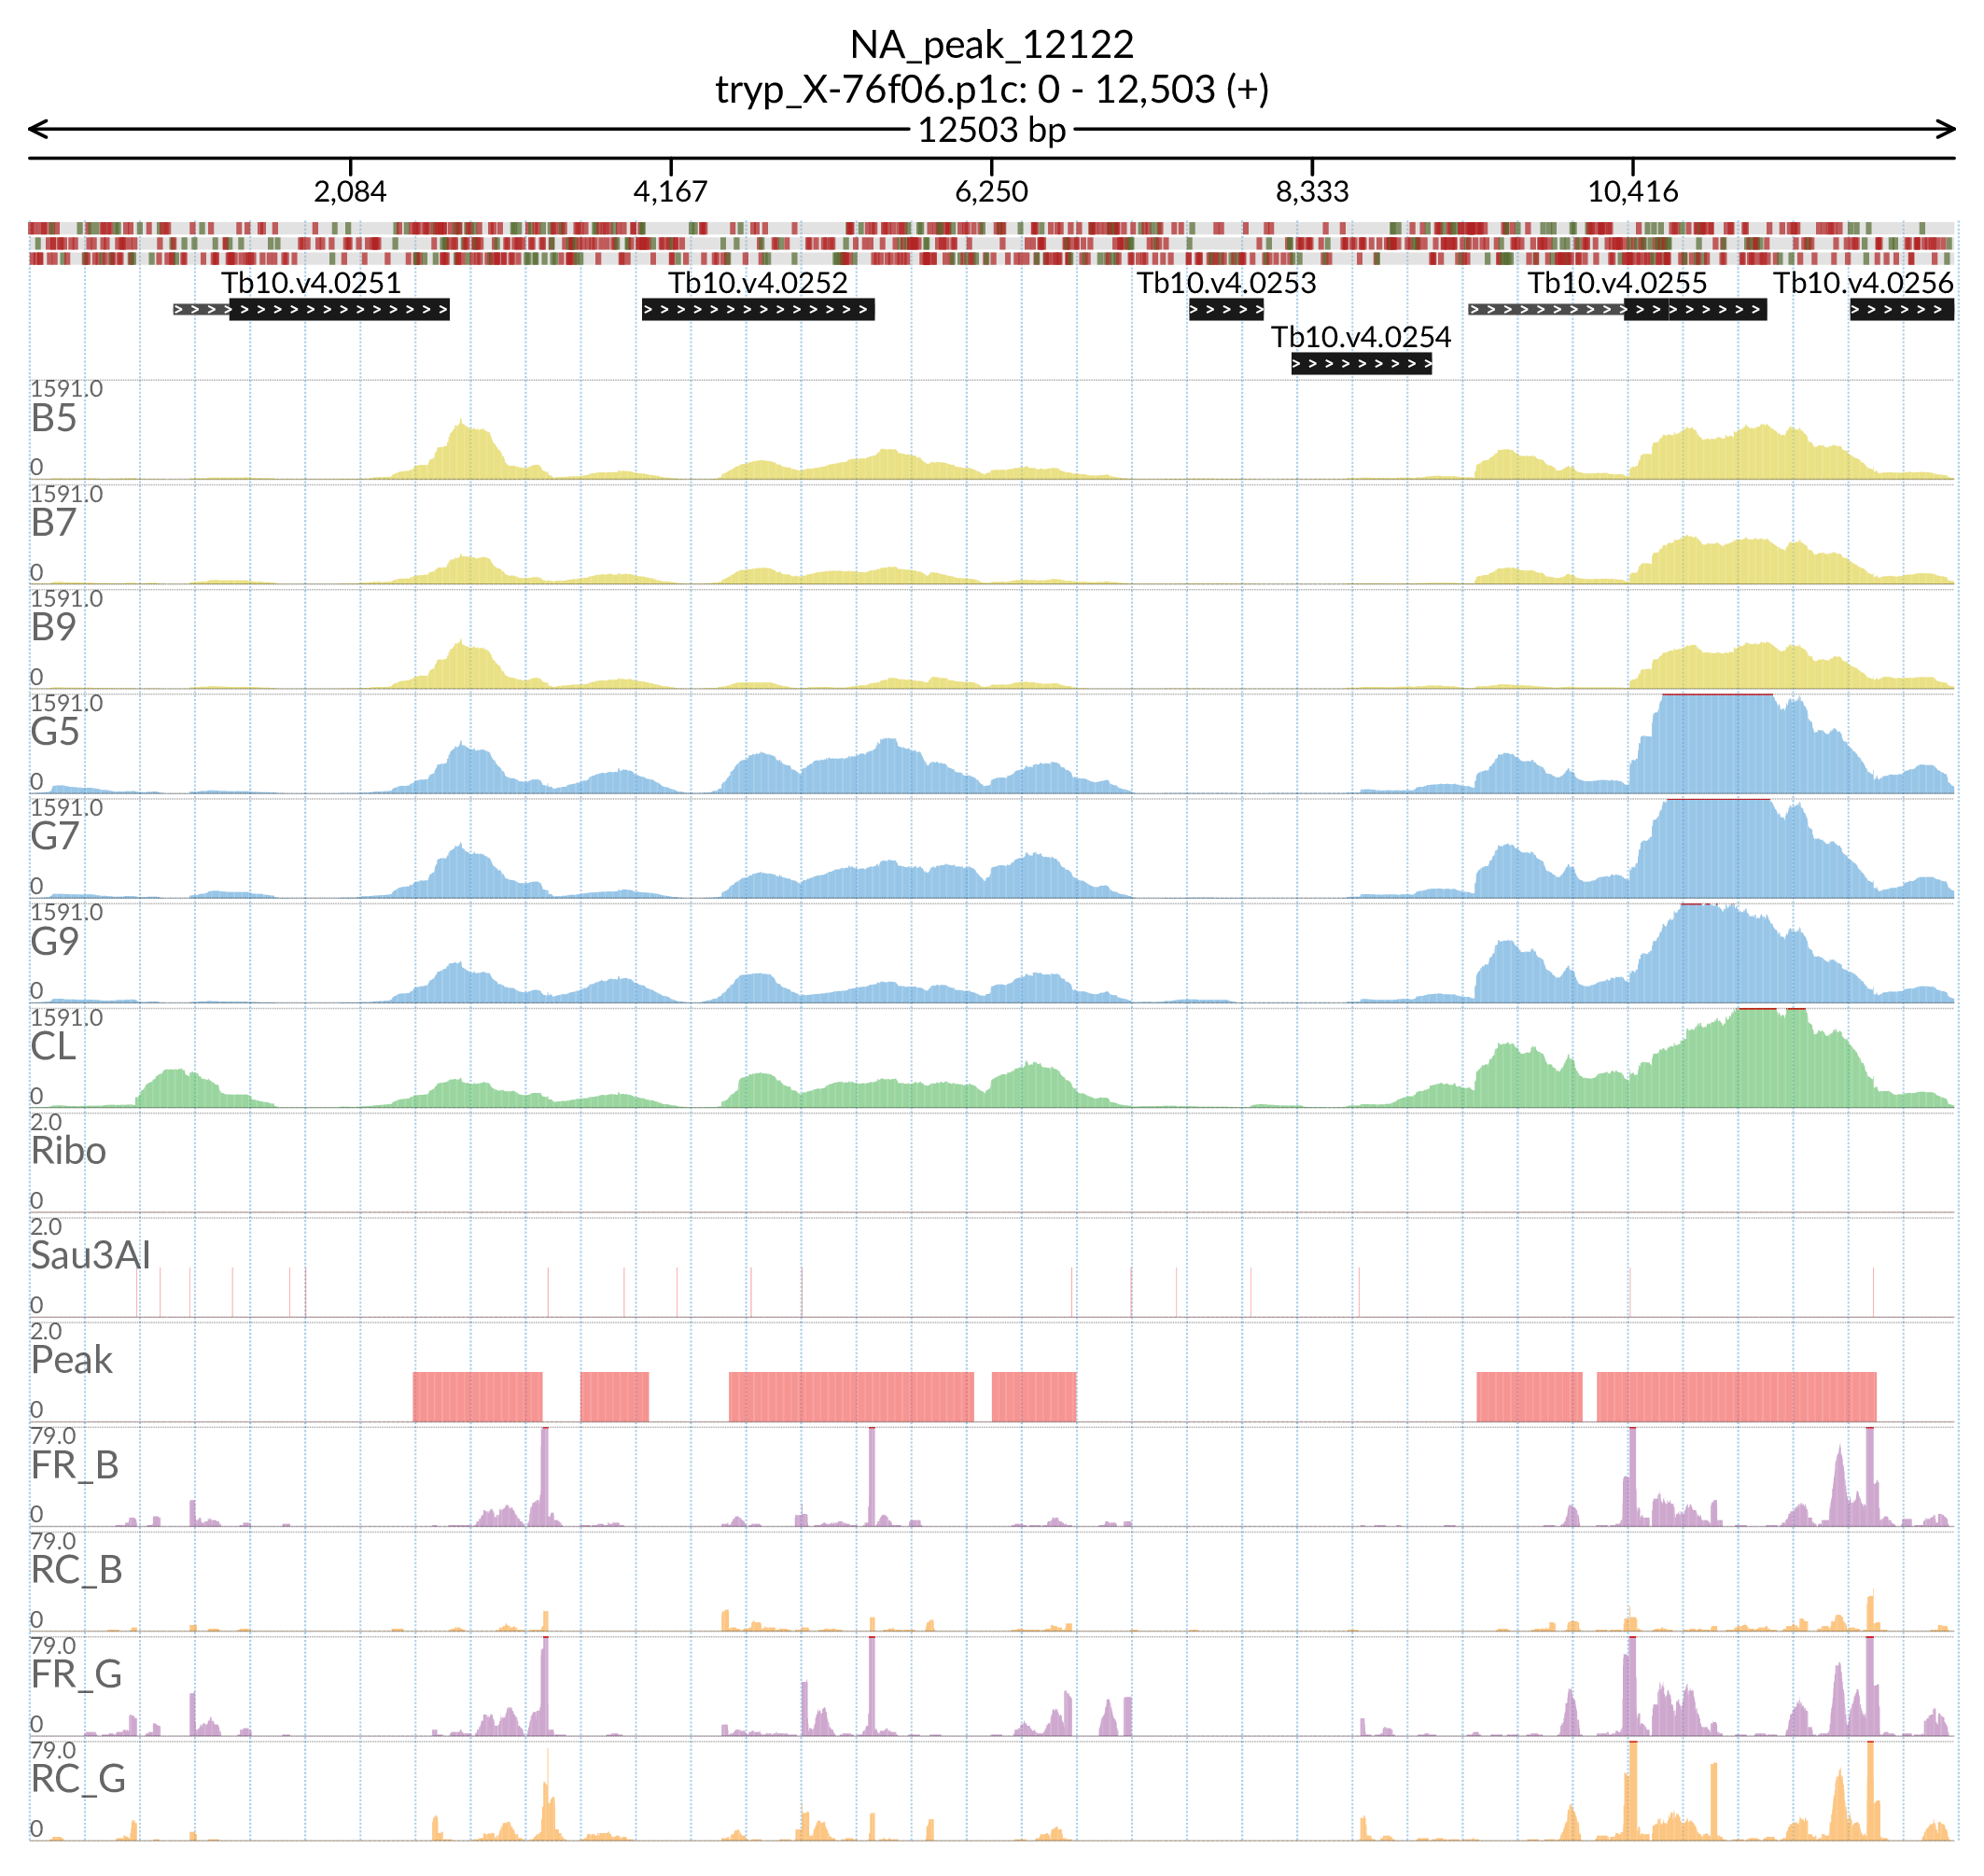 NA_peak_12122
tryp_X-76f06.p1c: 0 - 12,503 (+)
12503 bp
2,084 4,167 6,250 8,333 10,416
Tb10.v4.0251 Tb10.v4.0252 Tb10.v4.0253 Tb10.v4.0255 Tb10.v4.0256
Tb10.v4.0254
1591.0
B5
0
1591.0
B7
0
1591.0
B9
0
1591.0
G5
0
1591.0
G7
0
1591.0
G9
0
1591.0
CL
0
2.0
Ribo
0
2.0
Sau3AI
0
2.0
Peak
0
79.0
FR_B
0
79.0
RC_B
0
79.0
FR_G
0
79.0
RC_G
0